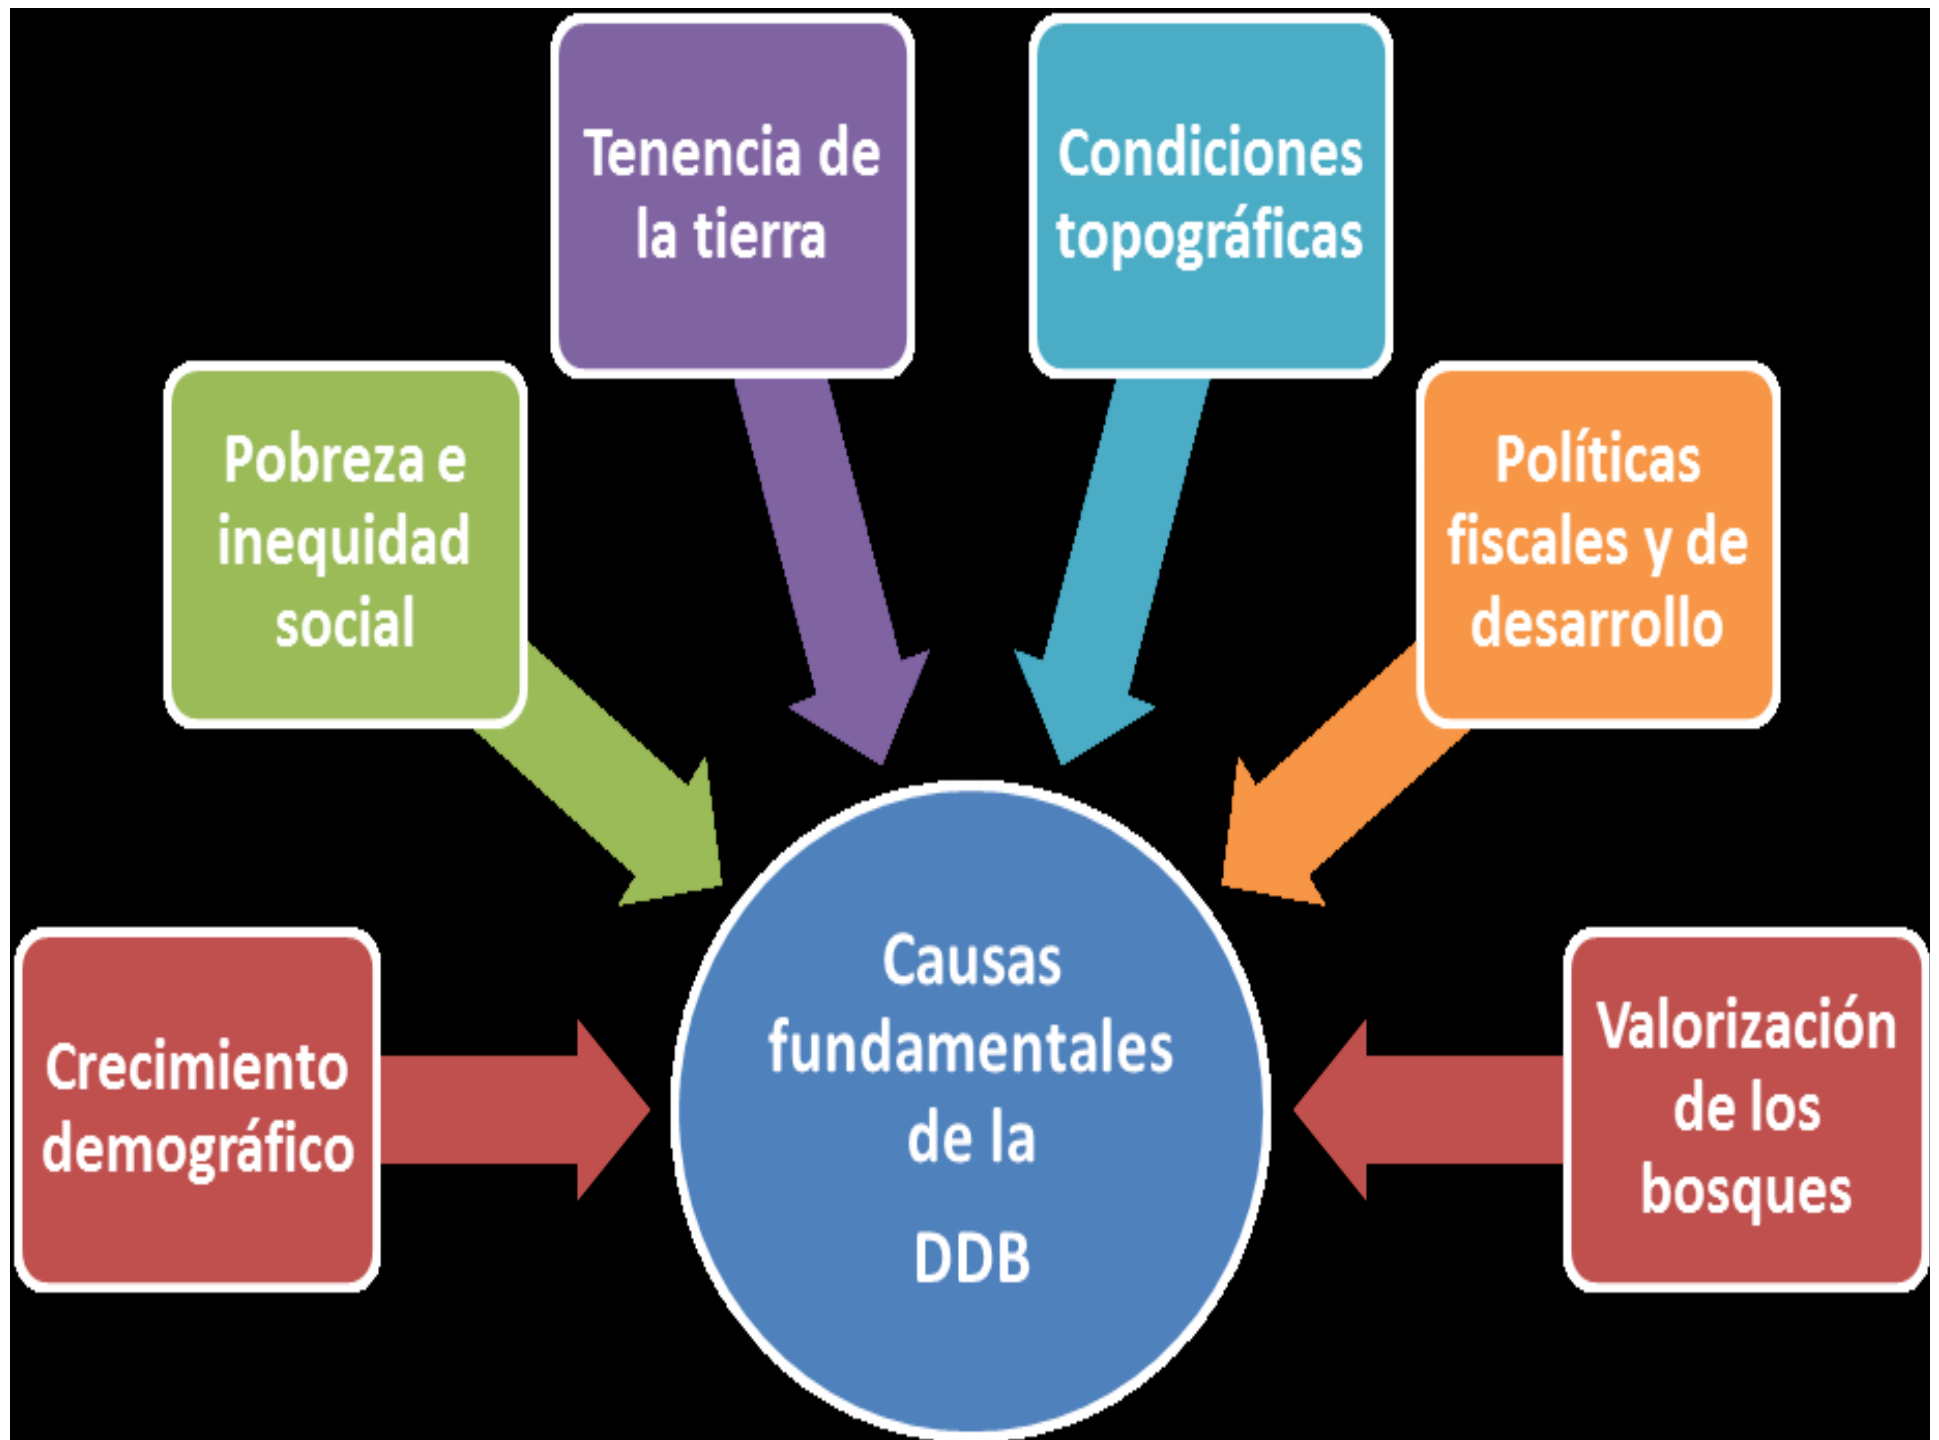 Tenencia de
la tierra
Condiciones
topográficas
Pobreza e
inequidad
social
Políticas
fiscales y de
desarrollo
Crecimiento
demográfico
Causas
fundamentales
de la
DDB
Valorización
de los
bosques